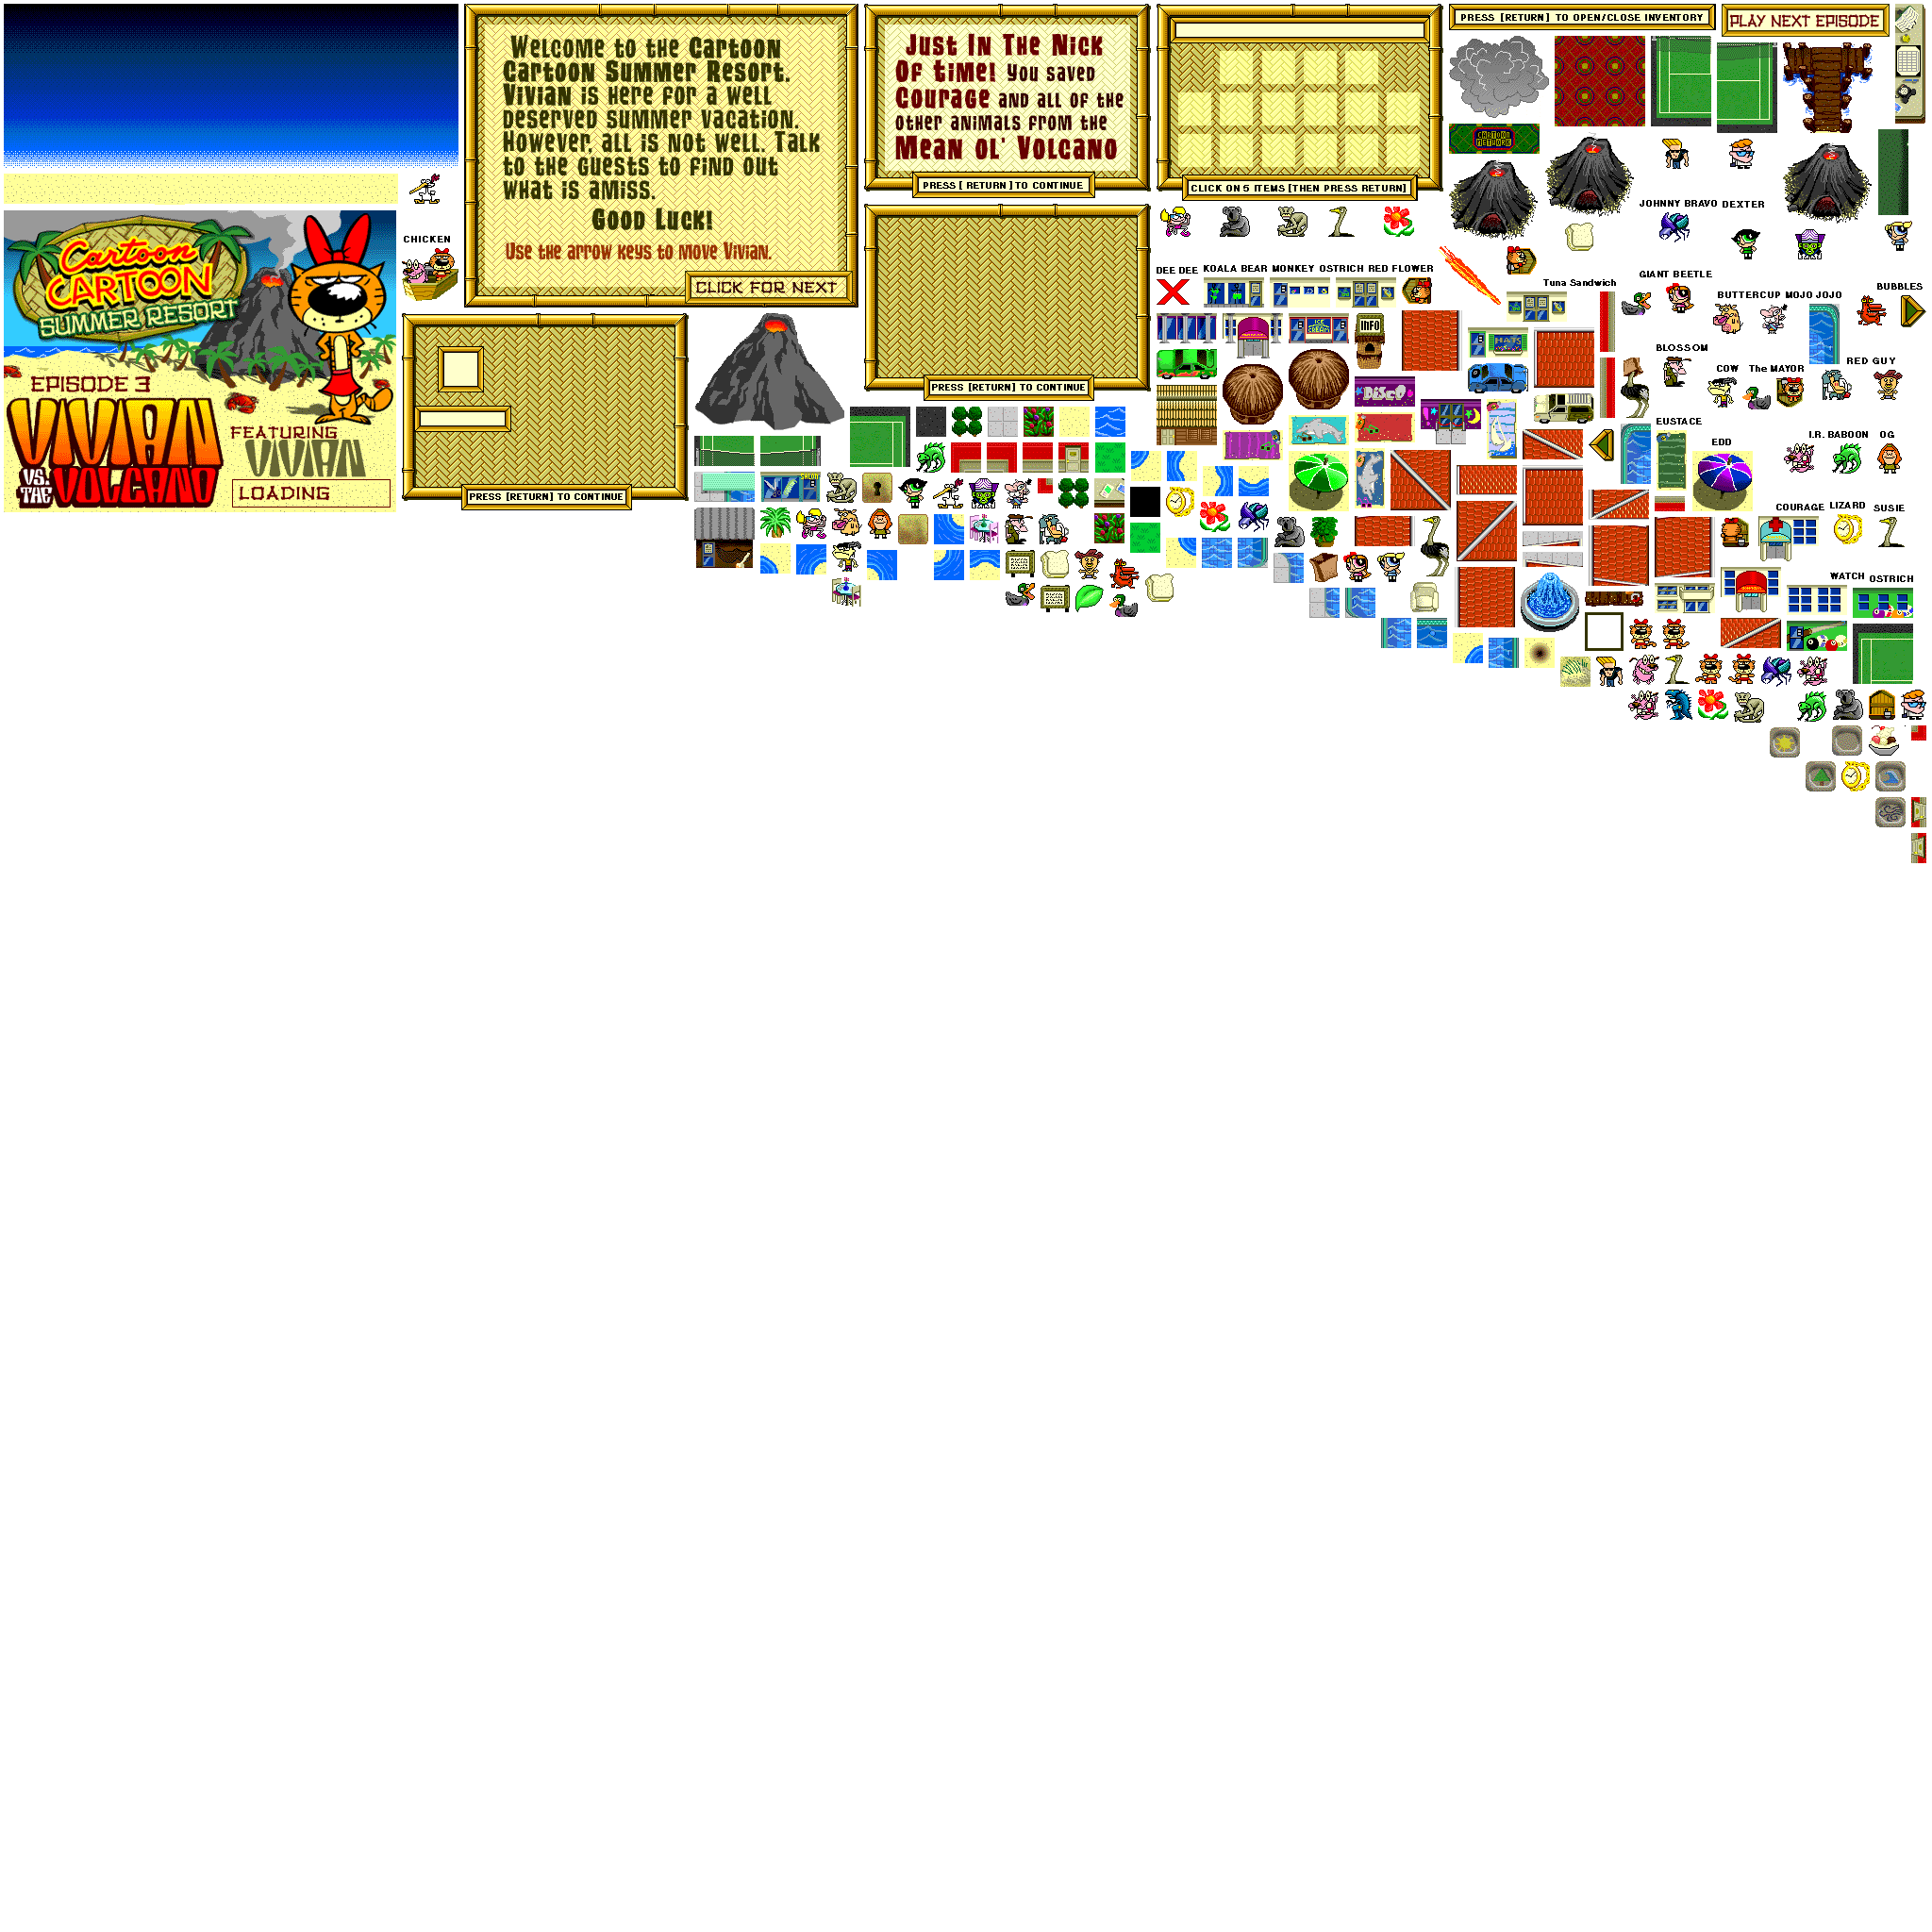 Welcome to the Cartoon
Cartoon Summer Resort.
Vivian is here for a well
deserved summer vacation.
However, all is not well. Talk
to the guests to find out
what is amiss.
Good Luck!
Use the arrow keys to move Vivian.
CLICK FOR NEXT
Just In The Nick
Of time! You saved
Courage and all of the
other animals from the
Mean Ol' Volcano
PRESS [ RETURN ] TO CONTINUE
CLICK ON 5 ITEMS [THEN PRESS RETURN]
PRESS [RETURN] TO OPEN/CLOSE INVENTORY
PLAY NEXT EPISODE
CARTOON
NETWORK
Cartoon
CARTOON
SUMMER RESORT
EPISODE 3
VIVIAN
VS. THE
VOLCANO
FEATURING
VIVIAN
LOADING
CHICKEN
PRESS [RETURN] TO CONTINUE
PRESS [RETURN] TO CONTINUE
JOHNNY BRAVO
DEXTER
DEE DEE
KOALA BEAR
MONKEY
OSTRICH
RED FLOWER
Tuna Sandwich
GIANT BEETLE
BUTTERCUP
MOJO JOJO
BUBBLES
ICE
CREAM
INFO
HATS
DISCO
BLOSSOM
COW
The MAYOR
RED GUY
EUSTACE
EDD
I.R. BABOON
OG
COURAGE
LIZARD
SUSIE
WATCH
OSTRICH